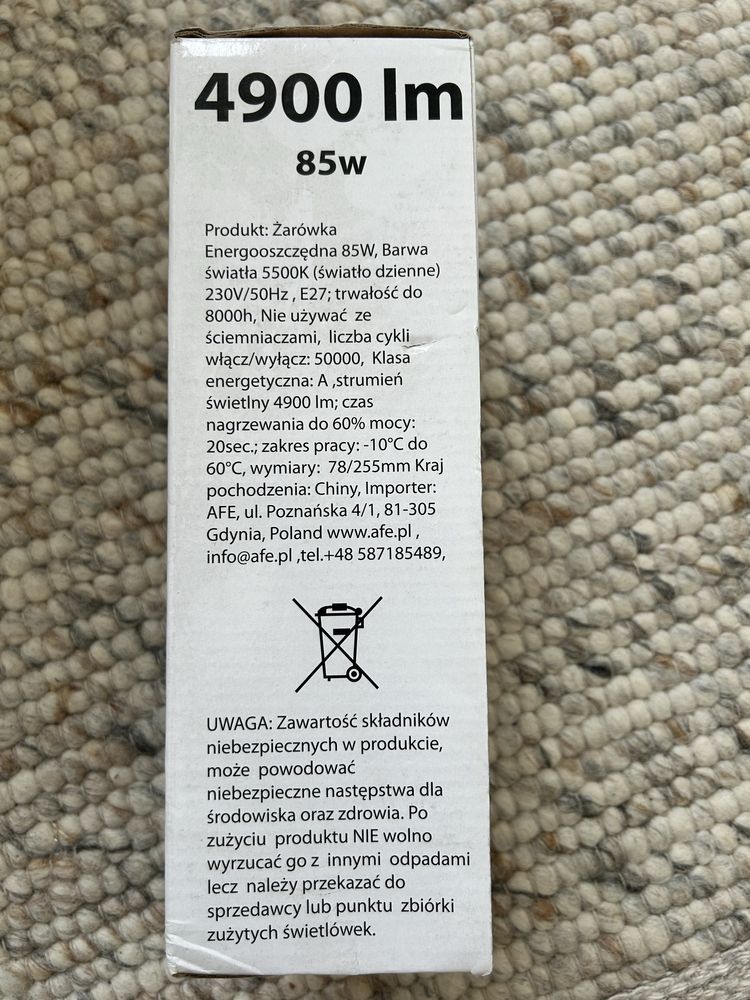 4900 lm
85w
Produkt: Żarówka
Energooszczędna 85W, Barwa
światła 5500K (światło dzienne)
230V/50Hz , E27; trwałość do
8000h, Nie używać ze
ściemniaczami, liczba cykli
włącz/wyłącz: 50000, Klasa
energetyczna: A ,strumień
świetlny 4900 lm; czas
nagrzewania do 60% mocy:
20sec.; zakres pracy: -10°C do
60°C, wymiary: 78/255mm Kraj
pochodzenia: Chiny, Importer:
AFE, ul. Poznańska 4/1, 81-305
Gdynia, Poland www.afe.pl ,
info@afe.pl ,tel.+48 587185489,
UWAGA: Zawartość składników
niebezpiecznych w produkcie,
może powodować
niebezpieczne następstwa dla
środowiska oraz zdrowia. Po
zużyciu produktu NIE wolno
wyrzucać go z innymi odpadami
lecz należy przekazać do
sprzedawcy lub punktu zbiórki
zużytych świetlówek.